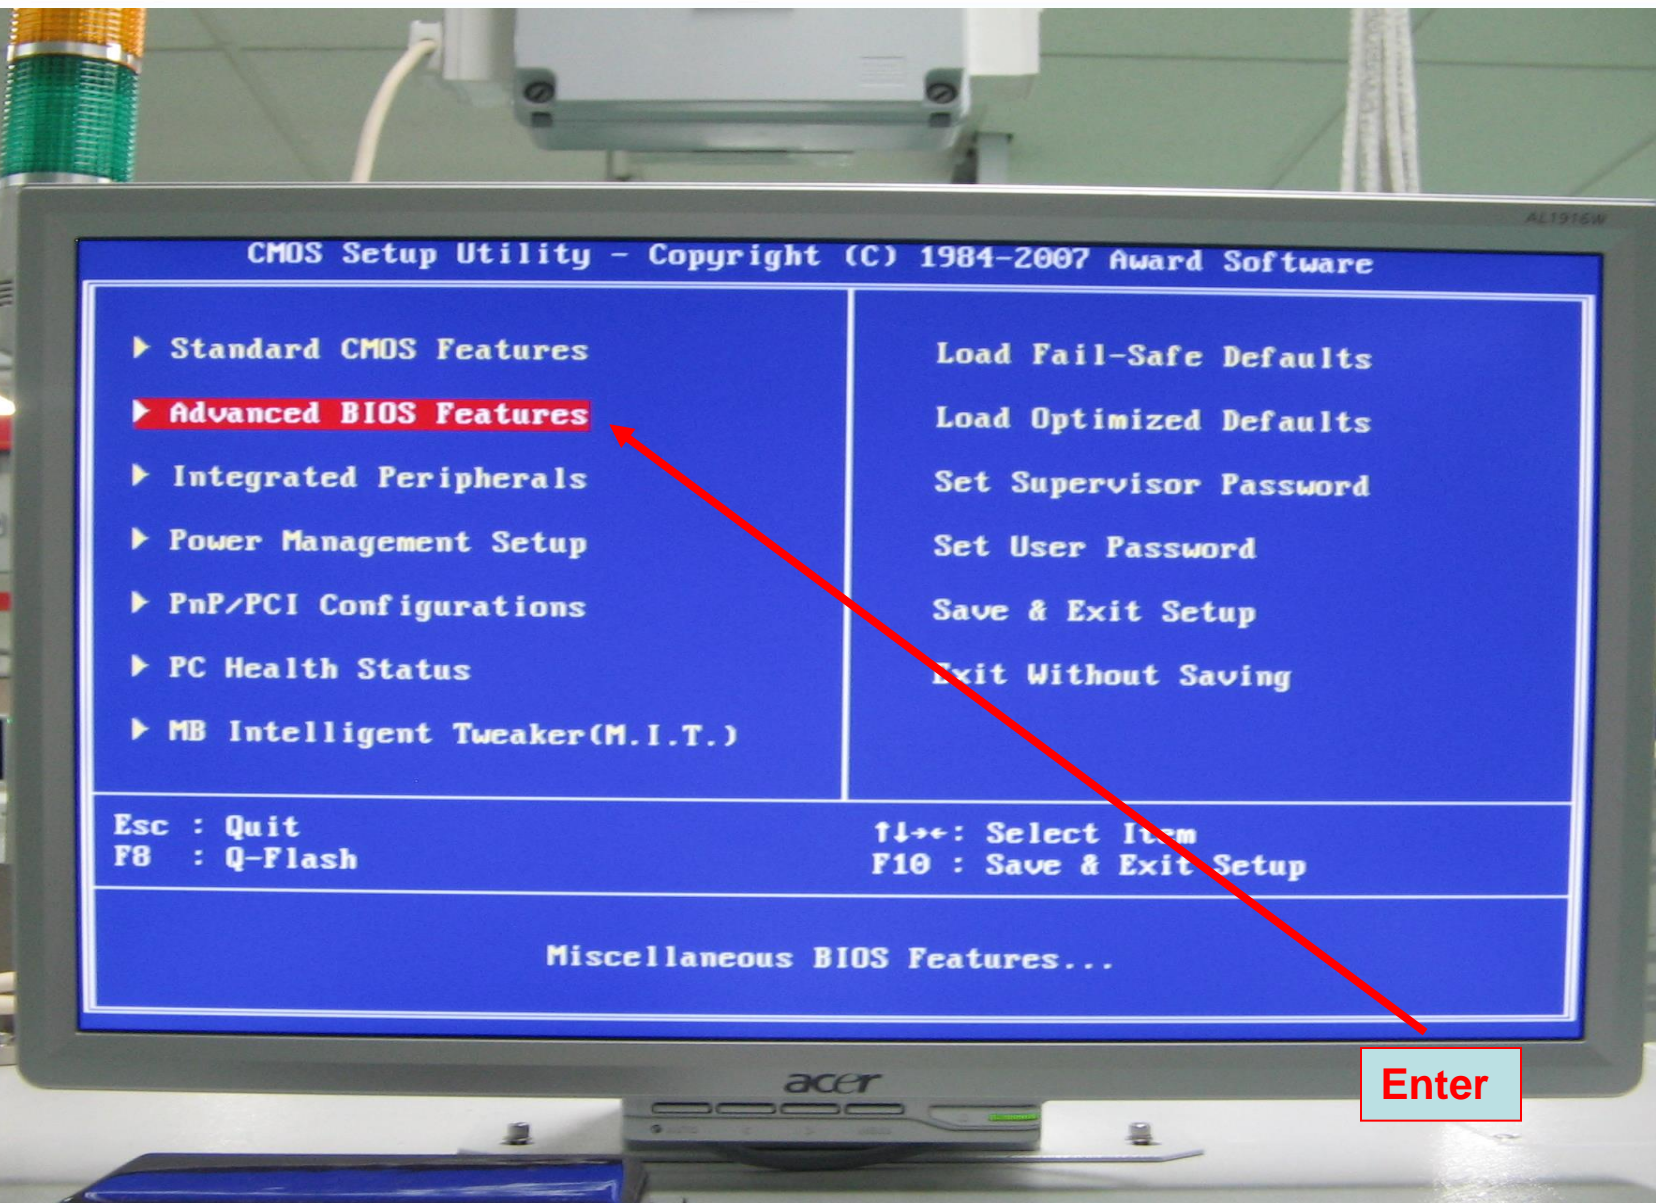 AL1916W
CMOS Setup Utility - Copyright (C) 1984-2007 Award Software
Standard CMOS Features
Advanced BIOS Features
Integrated Peripherals
Power Management Setup
PnP/PCI Configurations
PC Health Status
MB Intelligent Tweaker(M.I.T.)
Load Fail-Safe Defaults
Load Optimized Defaults
Set Supervisor Password
Set User Password
Save & Exit Setup
Exit Without Saving
Esc : Quit
F8 : Q-Flash
↑↓→←: Select Item
F10 : Save & Exit Setup
Miscellaneous BIOS Features...
acer
Enter